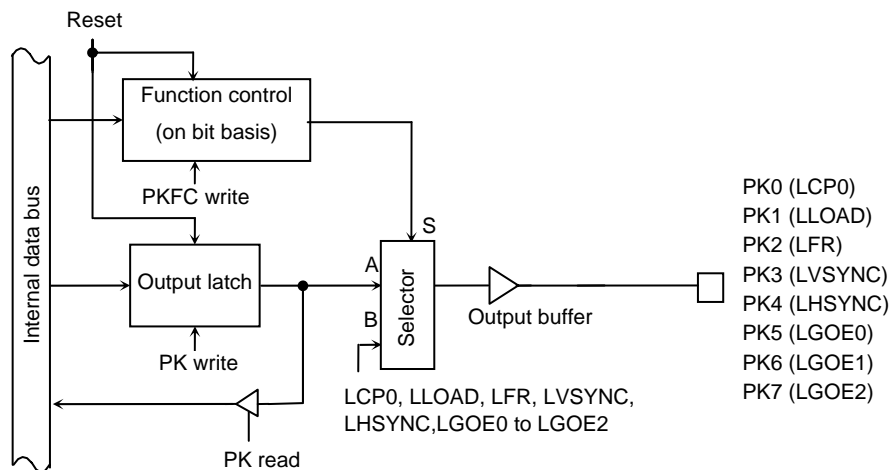 Reset
Function control
(on bit basis)
PKFC write
Internal data bus
S
A
Output latch
B
Selector
Output buffer
PK write
LCP0, LLOAD, LFR, LVSYNC,
LHSYNC,LGOE0 to LGOE2
PK read
PK0 (LCP0)
PK1 (LLOAD)
PK2 (LFR)
PK3 (LVSYNC)
PK4 (LHSYNC)
PK5 (LGOE0)
PK6 (LGOE1)
PK7 (LGOE2)